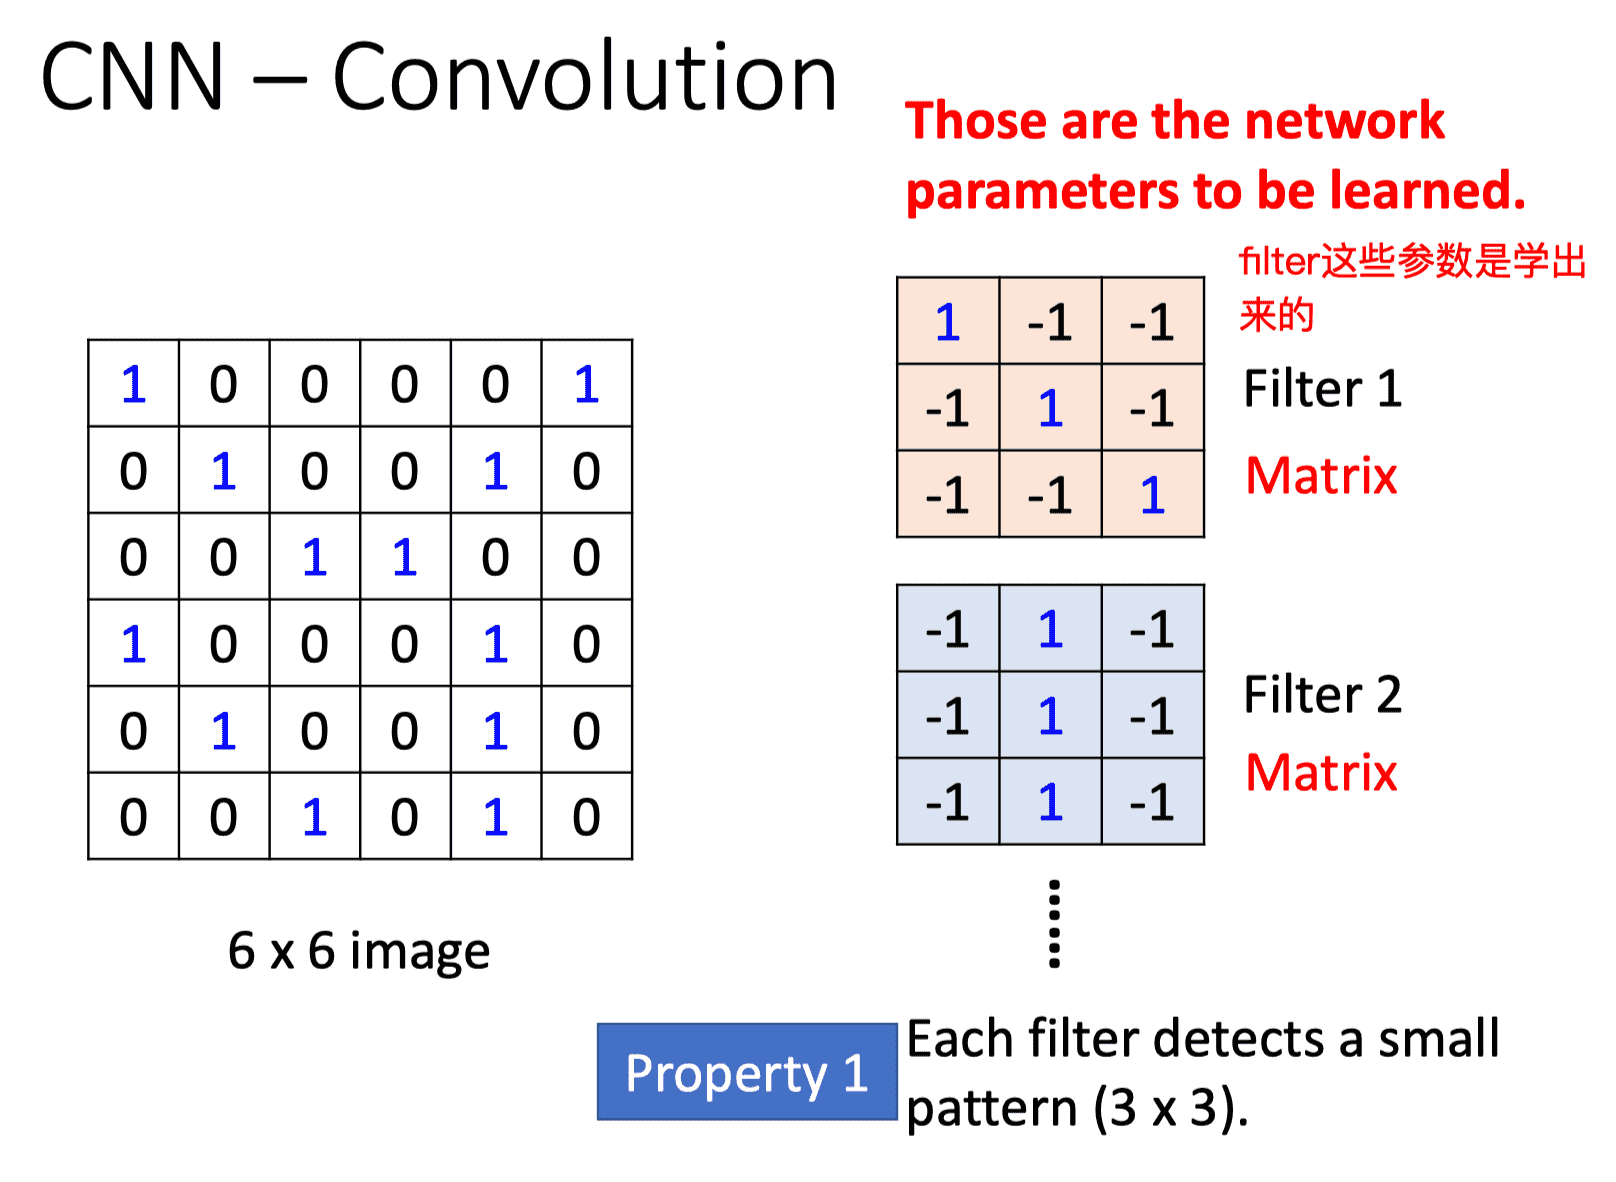 CNN – Convolution
Those are the network
parameters to be learned.
filter这些参数是学出
来的
1 -1 -1
-1 1 -1
-1 -1 1
Filter 1
Matrix
1 0 0 0 0 1
0 1 0 0 1 0
0 0 1 1 0 0
1 0 0 0 1 0
0 1 0 0 1 0
0 0 1 0 1 0
6 x 6 image
-1 1 -1
-1 1 -1
-1 1 -1
Filter 2
Matrix
Property 1
Each filter detects a small
pattern (3 x 3).